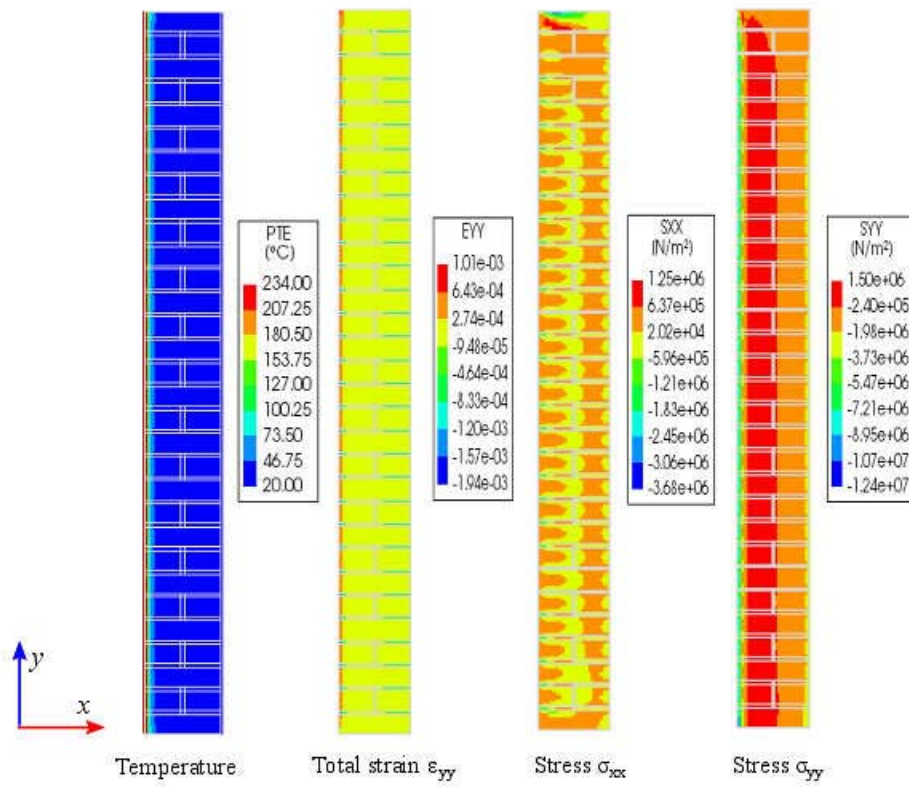 PTE
(°C)
234.00
207.25
180.50
153.75
127.00
100.25
73.50
46.75
20.00
EYY
1.01e-03
6.43e-04
2.74e-04
-9.48e-05
-4.64e-04
-8.33e-04
-1.20e-03
-1.57e-03
-1.94e-03
SXX
(N/m²)
1.25e+06
6.37e+05
2.02e+04
-5.96e+05
-1.21e+06
-1.83e+06
-2.45e+06
-3.06e+06
-3.68e+06
SYY
(N/m²)
1.50e+06
-2.40e+05
-1.98e+06
-3.73e+06
-5.47e+06
-7.21e+06
-8.95e+06
-1.07e+07
-1.24e+07
y
x
Temperature
Total strain εyy
Stress σxx
Stress σyy